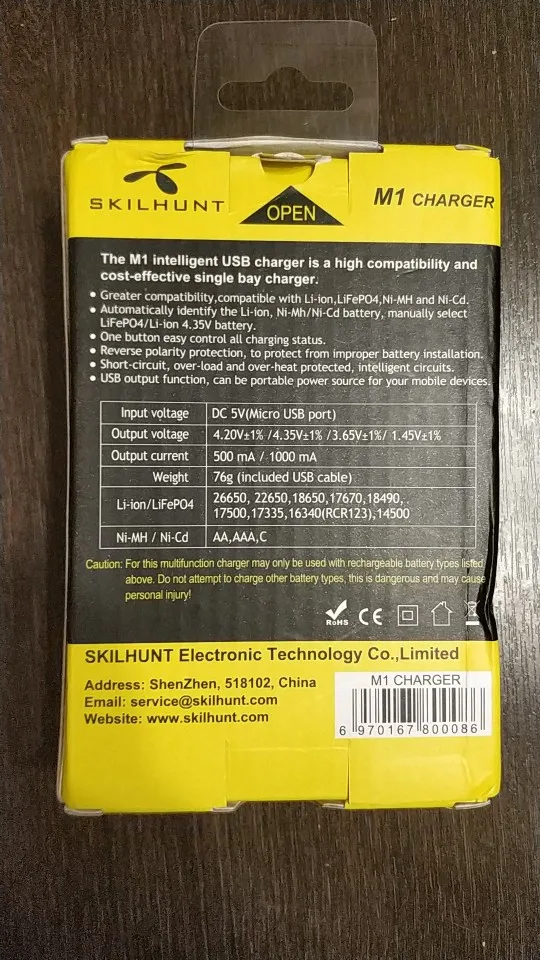 SKILHUNT
OPEN
M1 CHARGER
The M1 intelligent USB charger is a high compatibility and
cost-effective single bay charger.
• Greater compatibility,compatible with Li-ion,LiFePO4,Ni-MH and Ni-Cd.
• Automatically identify the Li-ion, Ni-Mh/Ni-Cd battery, manually select
LiFePO4/Li-ion 4.35V battery.
• One button easy control all charging status.
• Reverse polarity protection, to protect from improper battery installation.
• Short-circuit, over-load and over-heat protected, intelligent circuits.
• USB output function, can be portable power source for your mobile devices.
Input voltage DC 5V(Micro USB port)
Output voltage 4.20V±1% /4.35V±1% /3.65V±1%/ 1.45V±1%
Output current 500 mA / 1000 mA
Weight 76g (included USB cable)
Li-ion/LiFePO4 26650, 22650,18650,17670,18490,
17500,17335,16340(RCR123),14500
Ni-MH / Ni-Cd AA,AAA,C
Caution: For this multifunction charger may only be used with rechargeable battery types listed
above. Do not attempt to charge other battery types, this is dangerous and may cause
personal injury!
RoHS CE
SKILHUNT Electronic Technology Co.,Limited
Address: ShenZhen, 518102, China
Email: service@skilhunt.com
Website: www.skilhunt.com
M1 CHARGER
6 970167 800086